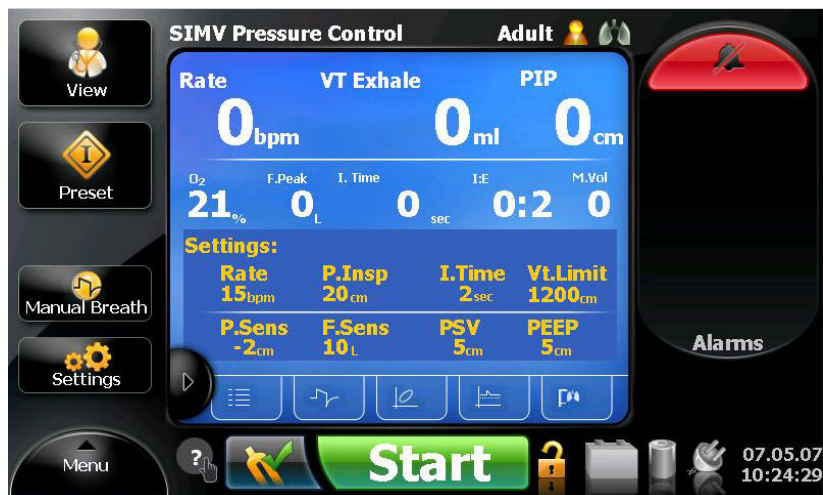 SIMV Pressure Control Adult
View
Rate VT Exhale PIP
0bpm 0ml 0cm
Preset
O2 F.Peak I. Time I:E M.Vol
21% 0L 0 sec 0:2 0
Settings:
Rate P.Insp I.Time Vt.Limit
15bpm 20cm 2sec 1200cm
Manual Breath
P.Sens F.Sens PSV PEEP
-2cm 10L 5cm 5cm
Alarms
Settings
Menu
?
Start
07.05.07
10:24:29